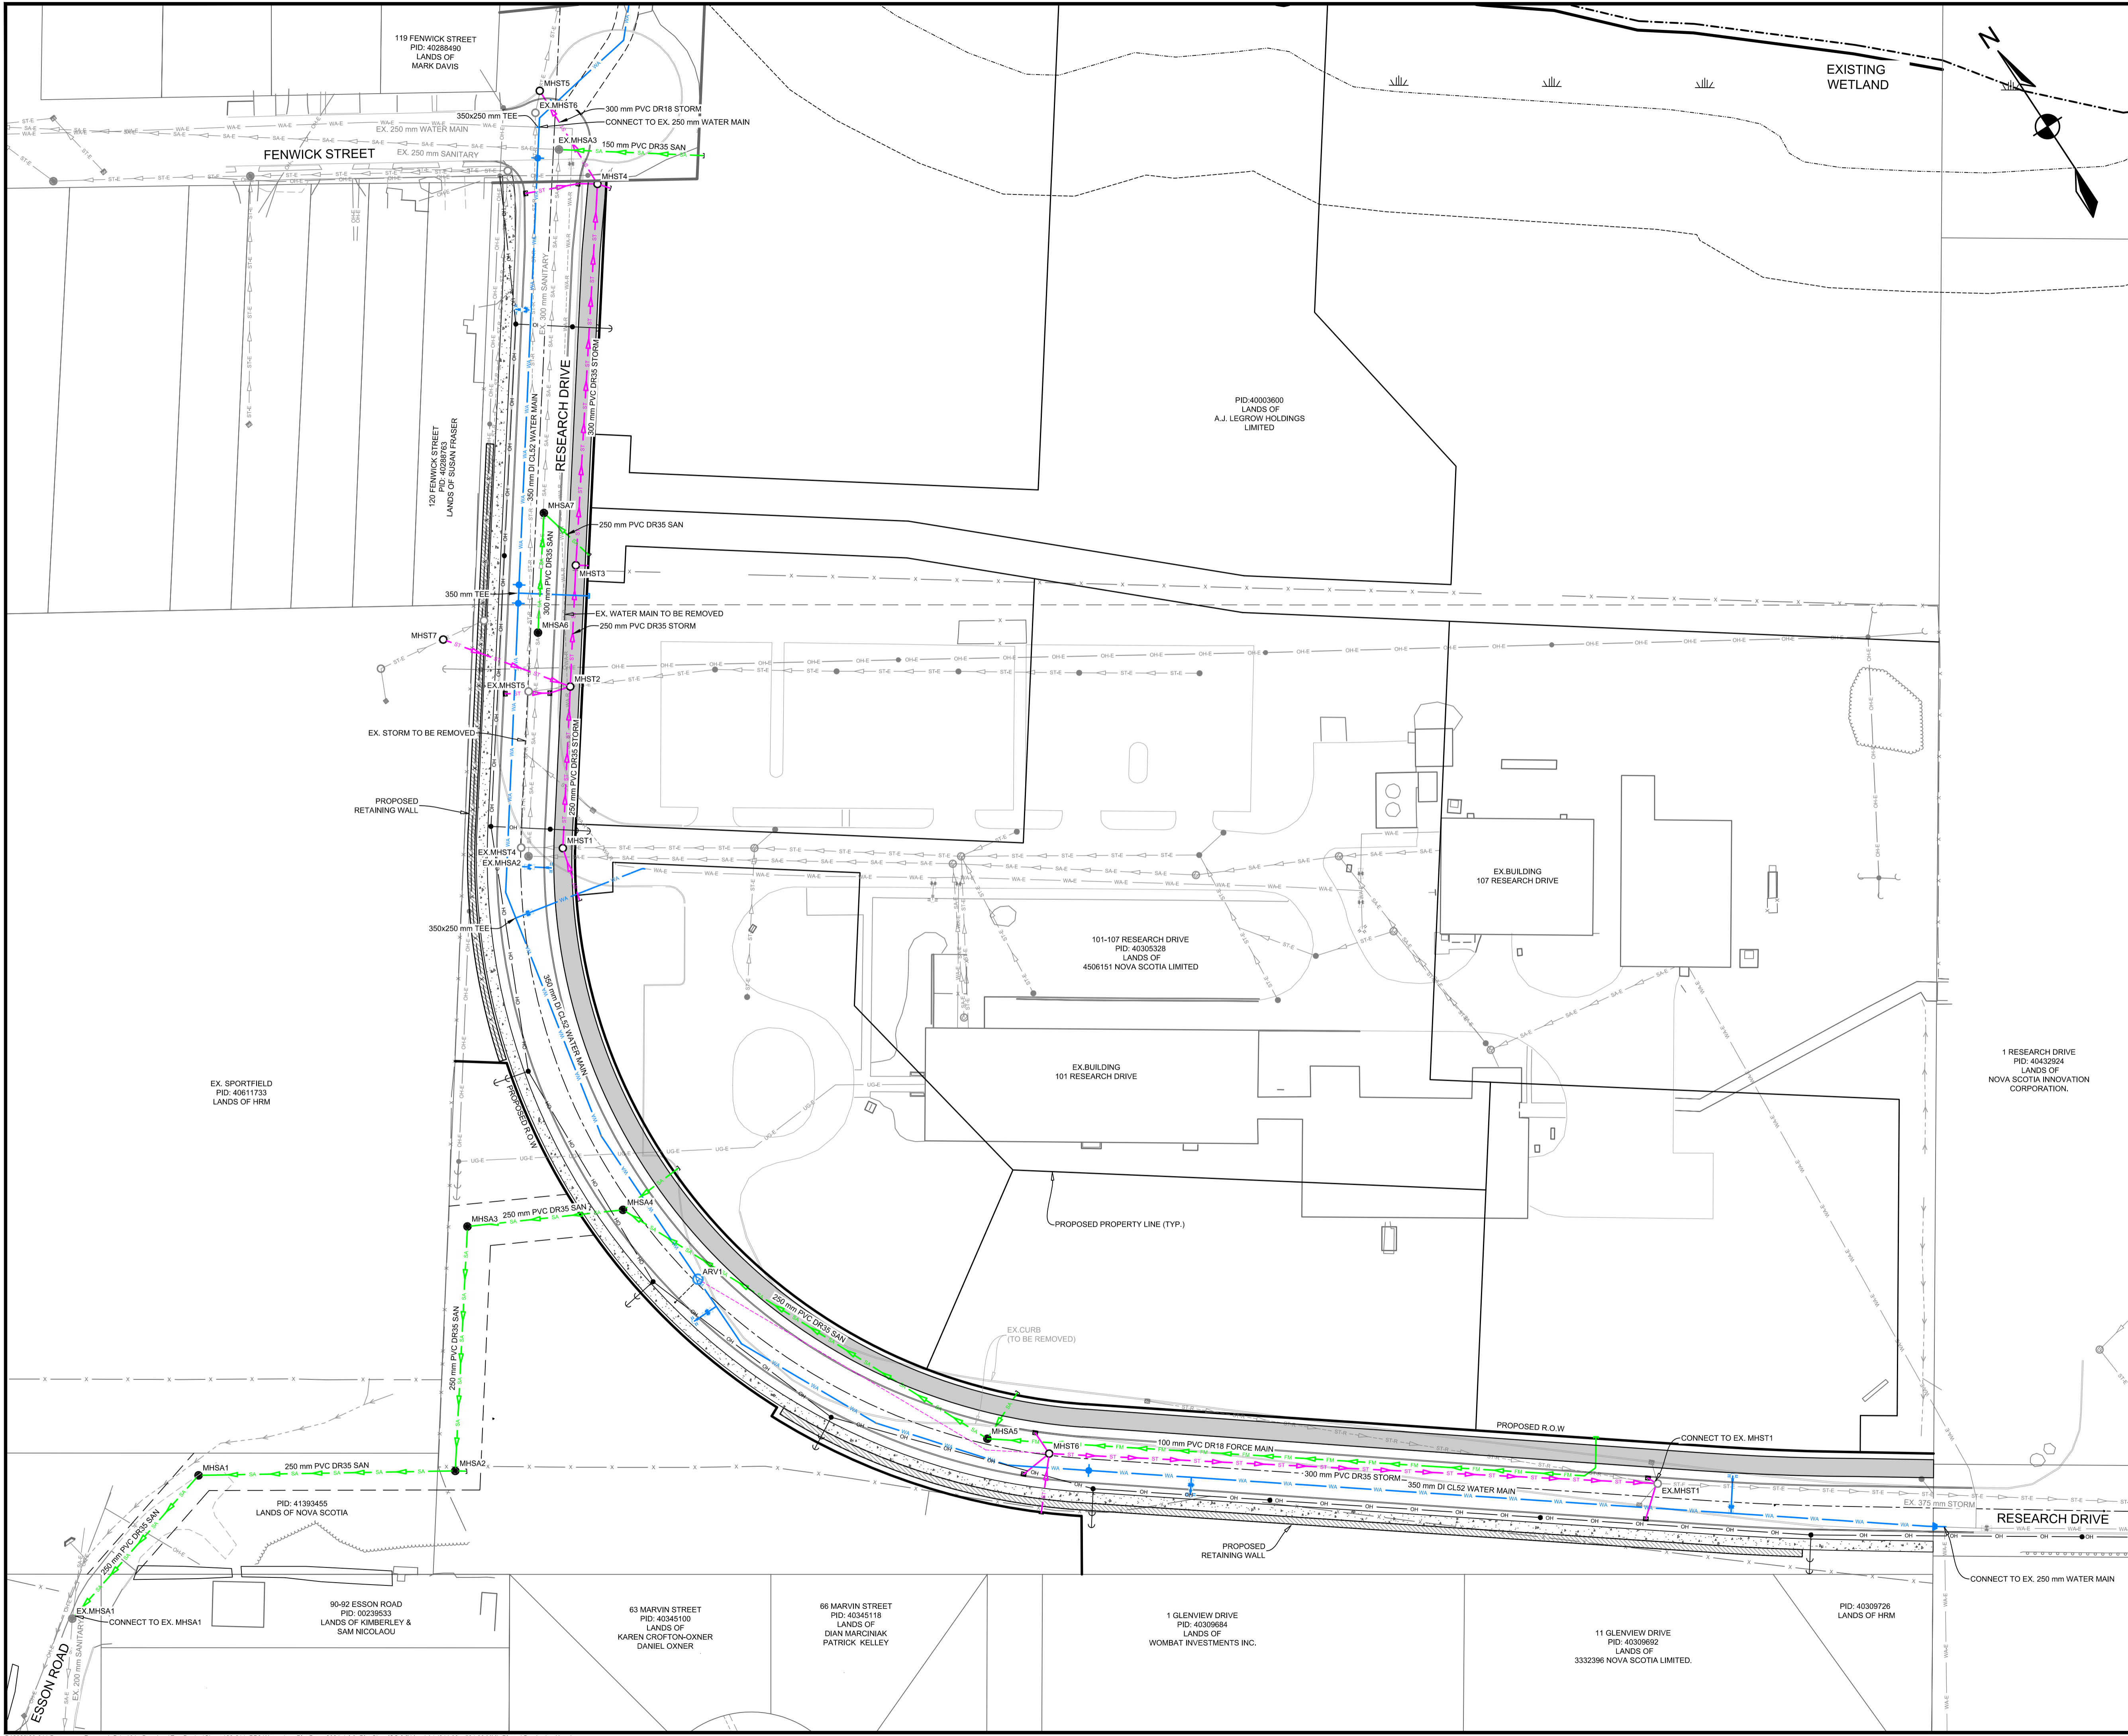 119 FENWICK STREET
PID: 40288490
LANDS OF
MARK DAVIS
MHST5
EX.MHST6
350x250 mm TEE
300 mm PVC DR18 STORM
CONNECT TO EX. 250 mm WATER MAIN
EX. 250 mm WATER MAIN
FENWICK STREET
EX. 250 mm SANITARY
EX.MHSA3
150 mm PVC DR35 SAN
MHST4
EXISTING
WETLAND
N
EX. 300 mm SANITARY
RESEARCH DRIVE
350 mm DI CL52 WATER MAIN
300 mm PVC DR35 STORM
120 FENWICK STREET
PID: 40288763
LANDS OF SUSAN FRASER
PID:40003600
LANDS OF
A.J. LEGROW HOLDINGS
LIMITED
MHSA7
250 mm PVC DR35 SAN
300 mm PVC DR35 SAN
MHST3
350 mm TEE
EX. WATER MAIN TO BE REMOVED
250 mm PVC DR35 STORM
MHSA6
MHST7
EX.MHST5
MHST2
EX. STORM TO BE REMOVED
250 mm PVC DR35 STORM
PROPOSED
RETAINING WALL
MHST1
EX.MHST4
EX.MHSA2
350x250 mm TEE
350 mm DI CL52 WATER MAIN
EX.BUILDING
107 RESEARCH DRIVE
101-107 RESEARCH DRIVE
PID: 40305328
LANDS OF
4506151 NOVA SCOTIA LIMITED
EX.BUILDING
101 RESEARCH DRIVE
1 RESEARCH DRIVE
PID: 40432924
LANDS OF
NOVA SCOTIA INNOVATION
CORPORATION.
EX. SPORTFIELD
PID: 40611733
LANDS OF HRM
PROPOSED R.O.W
MHSA4
MHSA3
250 mm PVC DR35 SAN
PROPOSED PROPERTY LINE (TYP.)
ARV1
250 mm PVC DR35 SAN
250 mm PVC DR35 SAN
EX.CURB
(TO BE REMOVED)
MHSA5
MHST6
100 mm PVC DR18 FORCE MAIN
PROPOSED R.O.W
CONNECT TO EX. MHST1
300 mm PVC DR35 STORM
350 mm DI CL52 WATER MAIN
EX.MHST1
EX. 375 mm STORM
RESEARCH DRIVE
MHSA1
250 mm PVC DR35 SAN
MHSA2
PID: 41393455
LANDS OF NOVA SCOTIA
250 mm PVC DR35 SAN
PROPOSED
RETAINING WALL
CONNECT TO EX. 250 mm WATER MAIN
EX.MHSA1
CONNECT TO EX. MHSA1
EX. 200 mm SANITARY
ESSON ROAD
90-92 ESSON ROAD
PID: 00239533
LANDS OF KIMBERLEY &
SAM NICOLAOU
63 MARVIN STREET
PID: 40345100
LANDS OF
KAREN CROFTON-OXNER
DANIEL OXNER
66 MARVIN STREET
PID: 40345118
LANDS OF
DIAN MARCINIAK
PATRICK KELLEY
1 GLENVIEW DRIVE
PID: 40309684
LANDS OF
WOMBAT INVESTMENTS INC.
11 GLENVIEW DRIVE
PID: 40309692
LANDS OF
3332396 NOVA SCOTIA LIMITED.
PID: 40309726
LANDS OF HRM